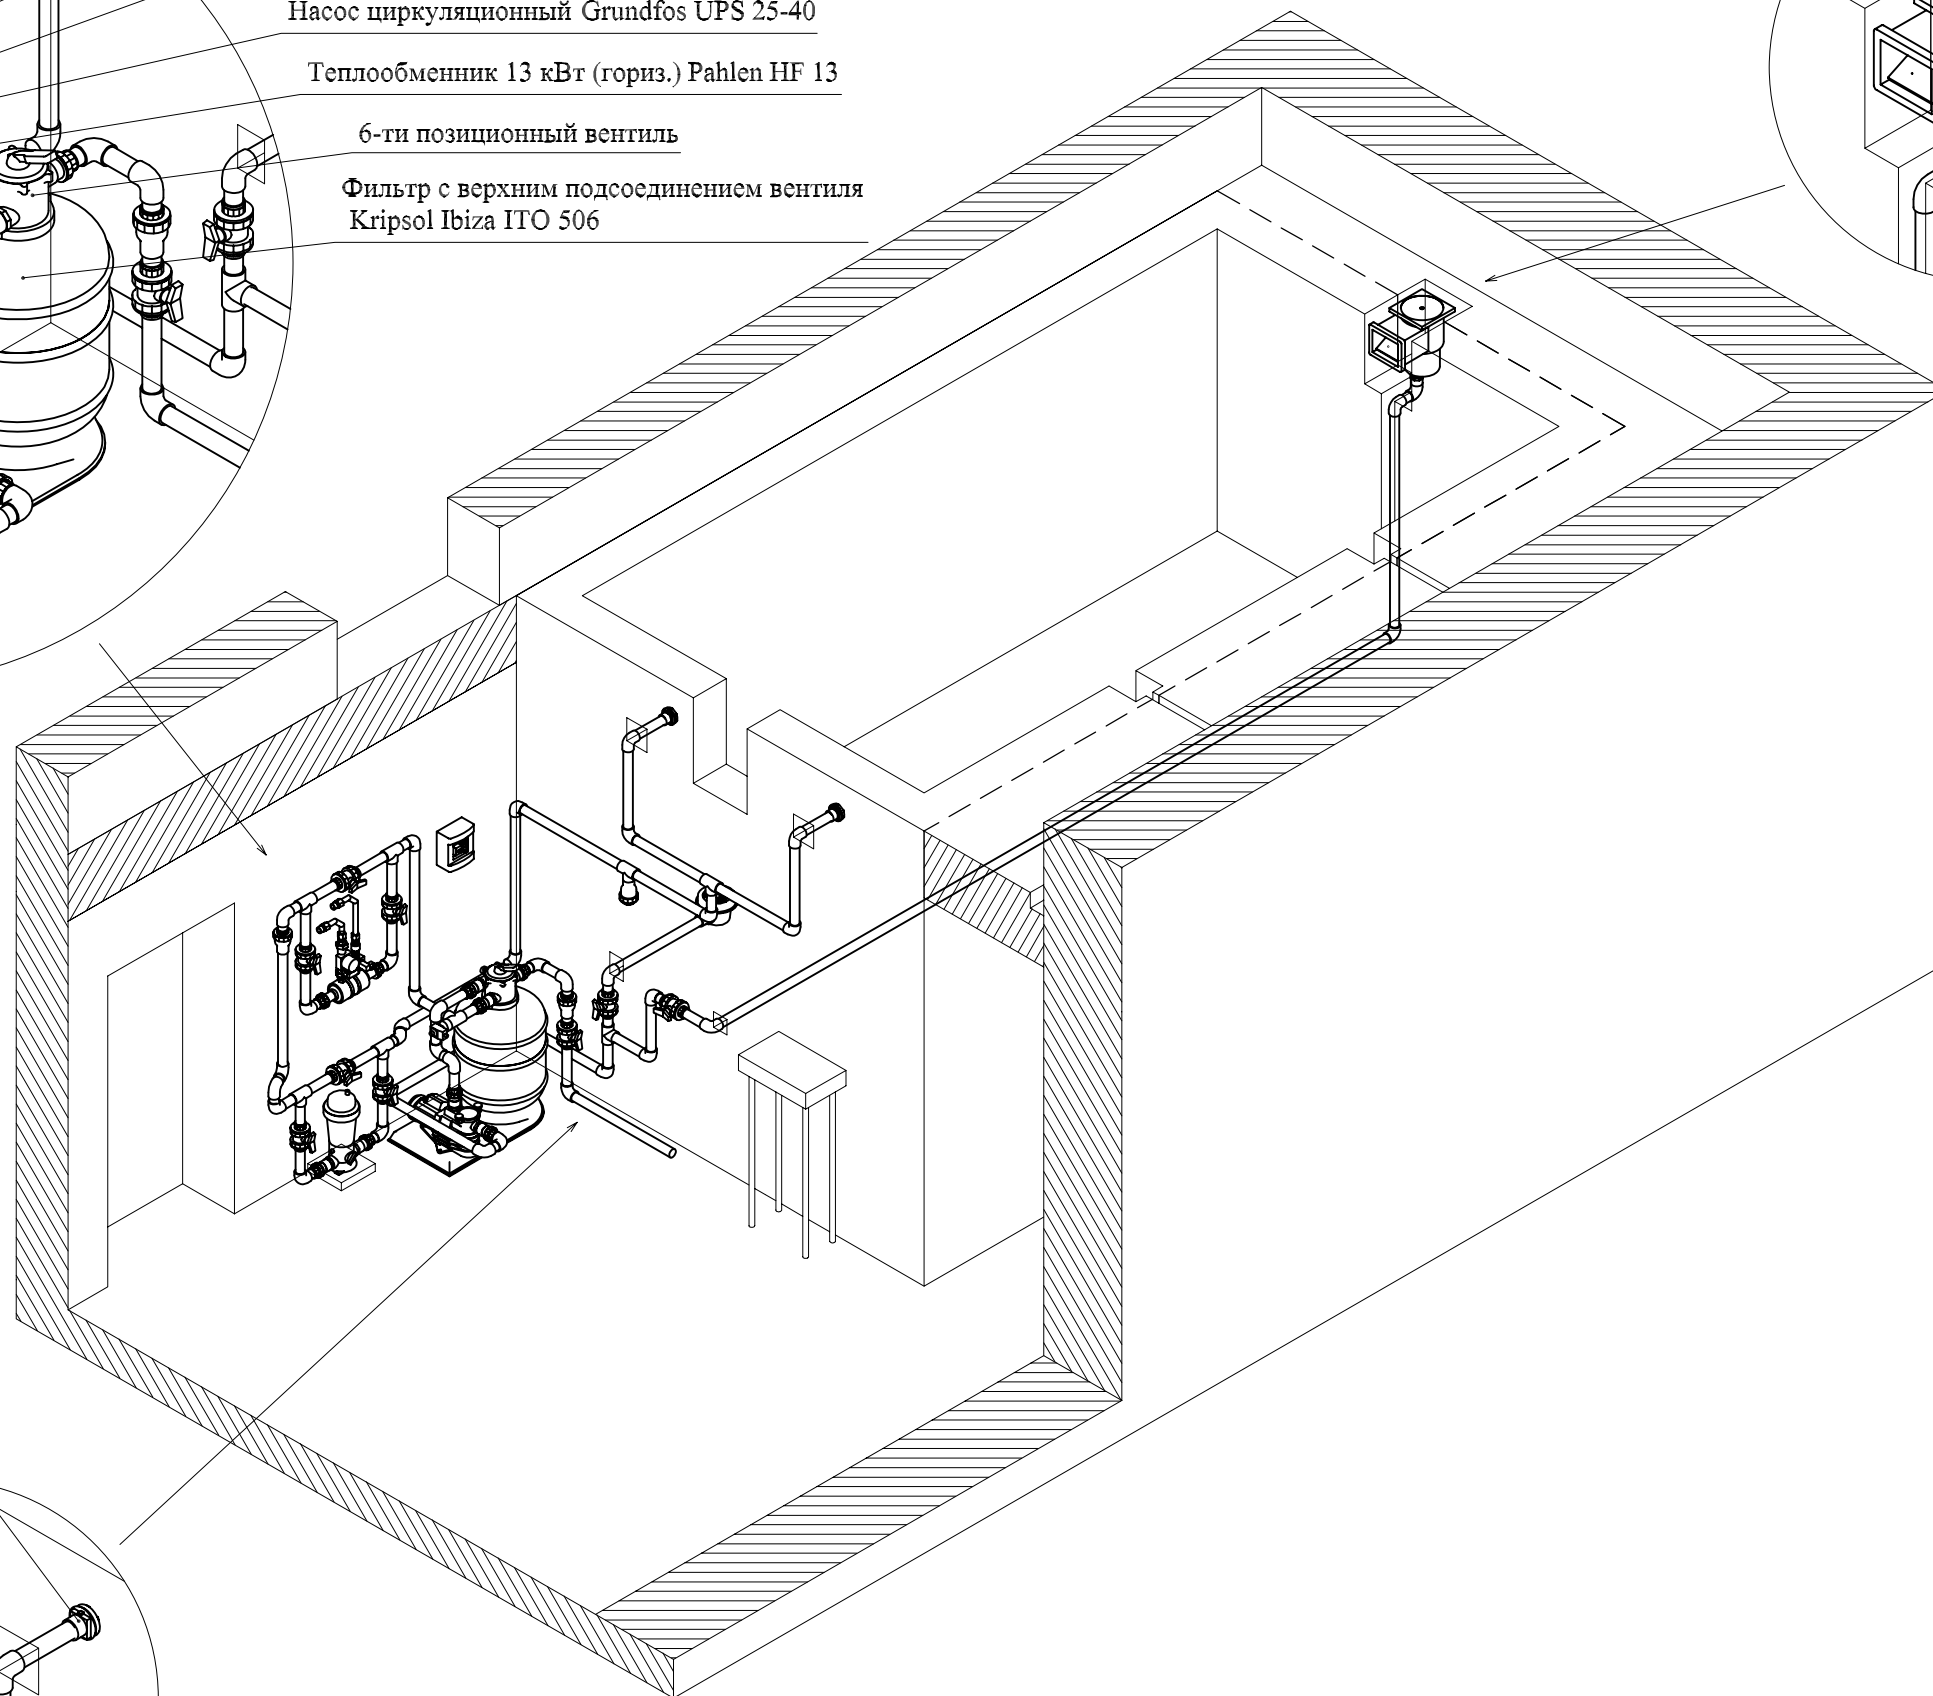 Насос циркуляционный Grundfos UPS 25-40
Теплообменник 13 кВт (гориз.) Pahlen HF 13
6-ти позиционный вентиль
Фильтр с верхним подсоединением вентиля
Kripsol Ibiza ITO 506